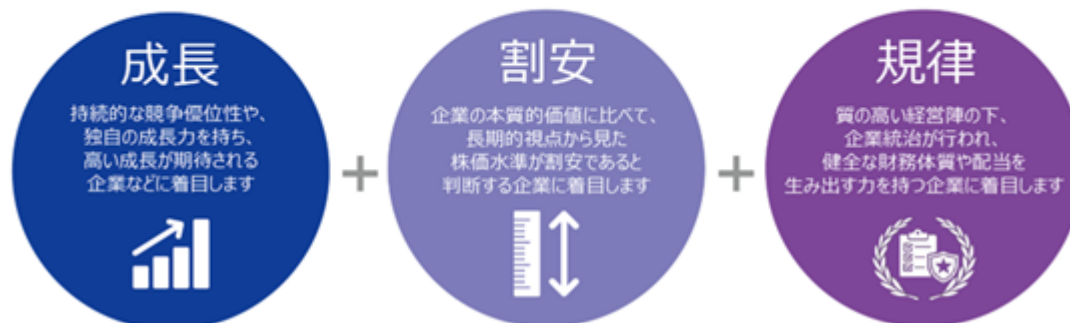 成長
持続的な競争優位性や、
独自の成長力を持ち、
高い成長が期待される
企業などに着目します
+
割安
企業の本質的価値に比べて、
長期的視点から見た
株価水準が割安であると
判断する企業に着目します
+
規律
質の高い経営陣の下、
企業統治が行われ、
健全な財務体質や配当を
生み出す力を持つ企業に着目します